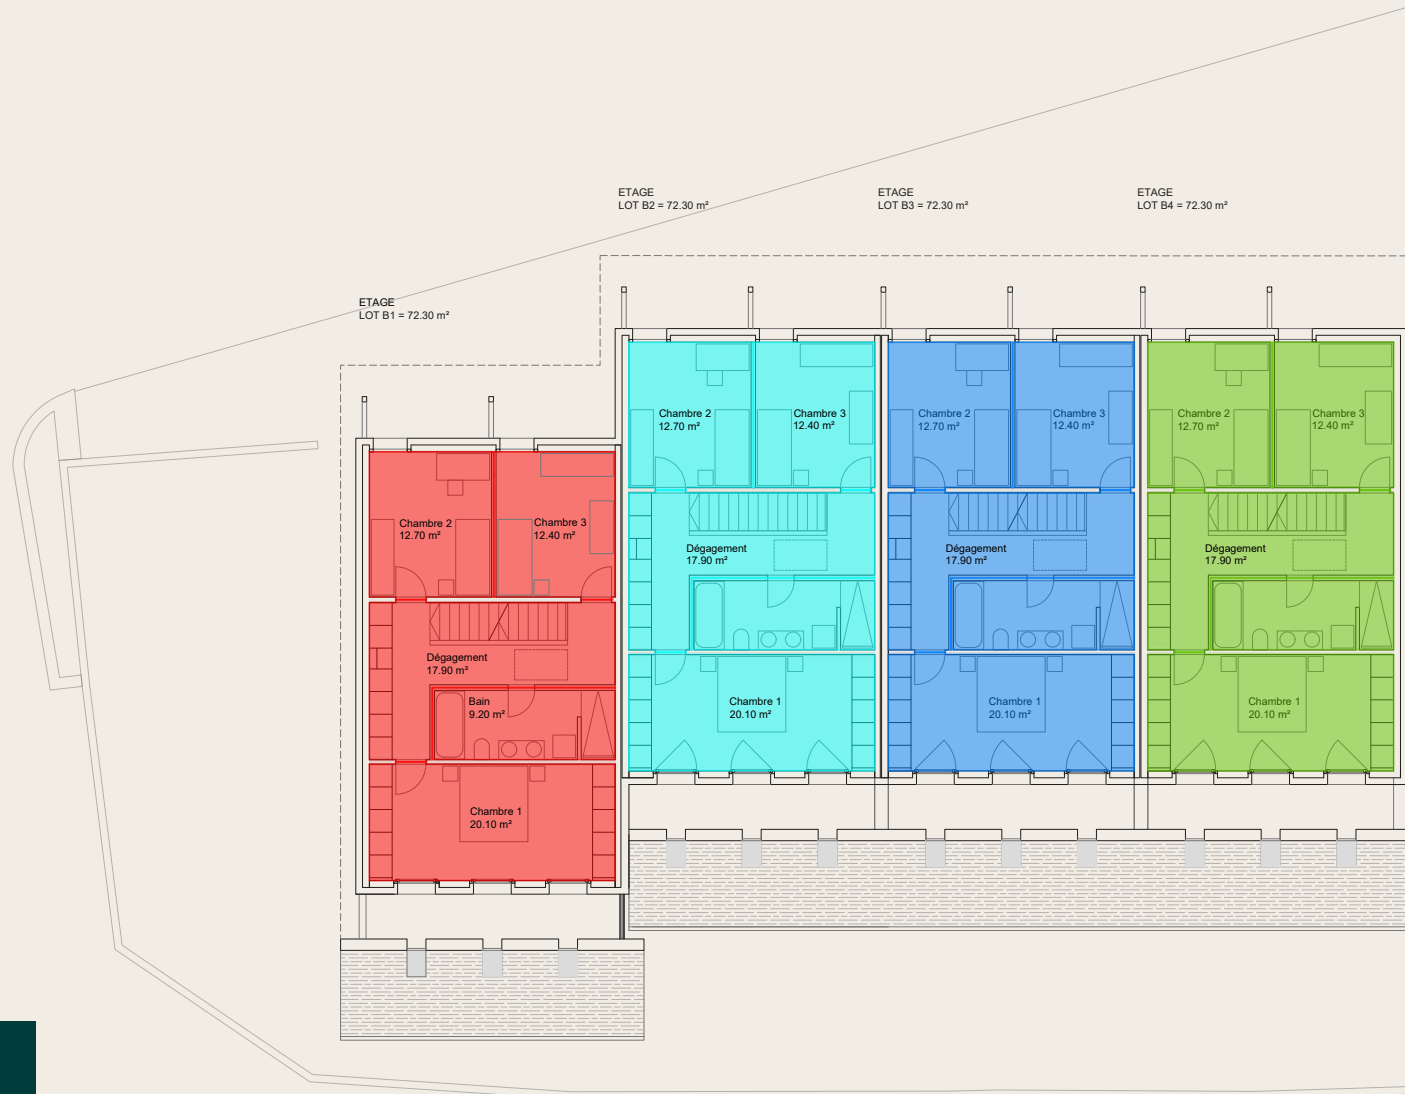 ETAGE
LOT B2 = 72.30 m²
ETAGE
LOT B3 = 72.30 m²
ETAGE
LOT B4 = 72.30 m²
ETAGE
LOT B1 = 72.30 m²
Chambre 2
12.70 m²
Chambre 3
12.40 m²
Dégagement
17.90 m²
Bain
9.20 m²
Chambre 1
20.10 m²
Chambre 2
12.70 m²
Chambre 3
12.40 m²
Dégagement
17.90 m²
Chambre 1
20.10 m²
Chambre 2
12.70 m²
Chambre 3
12.40 m²
Dégagement
17.90 m²
Chambre 1
20.10 m²
Chambre 2
12.70 m²
Chambre 3
12.40 m²
Dégagement
17.90 m²
Chambre 1
20.10 m²